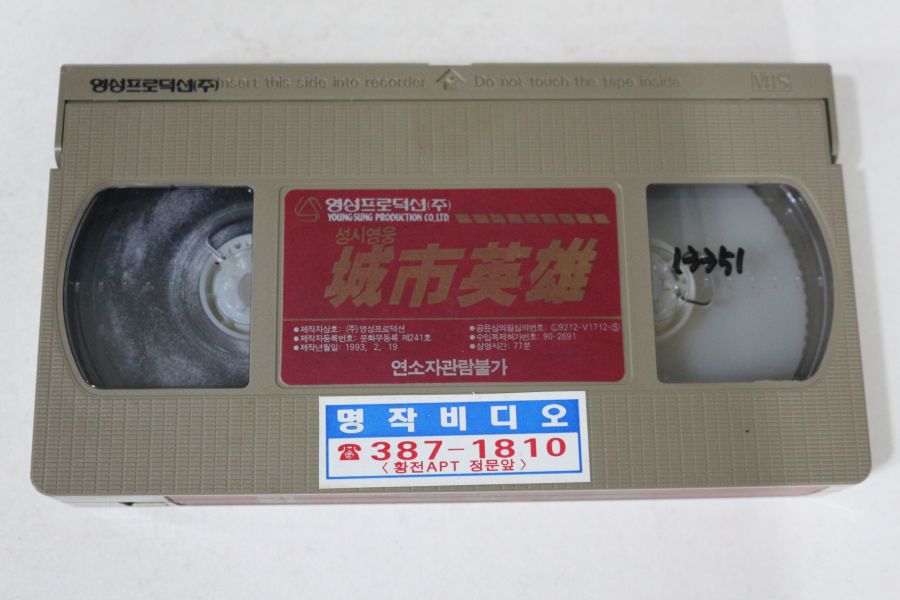 영성프로덕션(주) Insert this side into recorder Do not touch the tape inside VHS
영성프로덕션(주)
YOUNG SUNG PRODUCTION CO,.LTD
성시영웅
城市英雄
●제작자상호: (주)영성프로덕션
●제작자등록번호: 문화부등록 제241호
●제작년월일: 1993. 2. 19
●공윤심의필심의번호: Ⓛ9212-V1712-Ⓢ
●수입복제허가번호: 90-2691
●상영시간: 77분
연소자관람불가
13351
명작비디오
☎387-1810
〈황전APT 정문앞〉